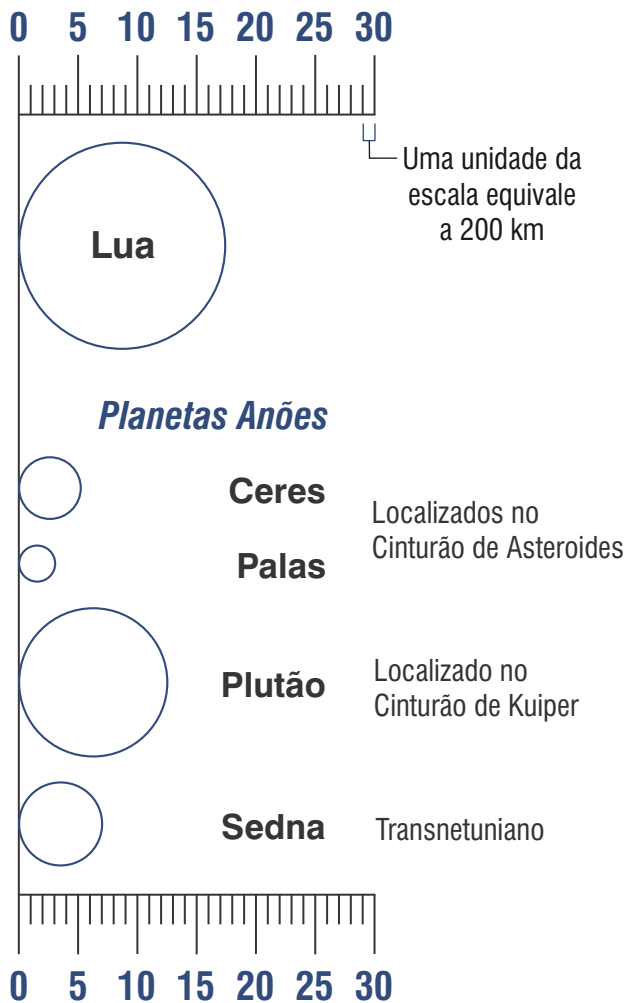 0 5 10 15 20 25 30
Uma unidade da
escala equivale
a 200 km
Lua
Planetas Anões
Ceres
Localizados no
Cinturão de Asteroides
Palas
Plutão
Localizado no
Cinturão de Kuiper
Sedna
Transnetuniano
0 5 10 15 20 25 30